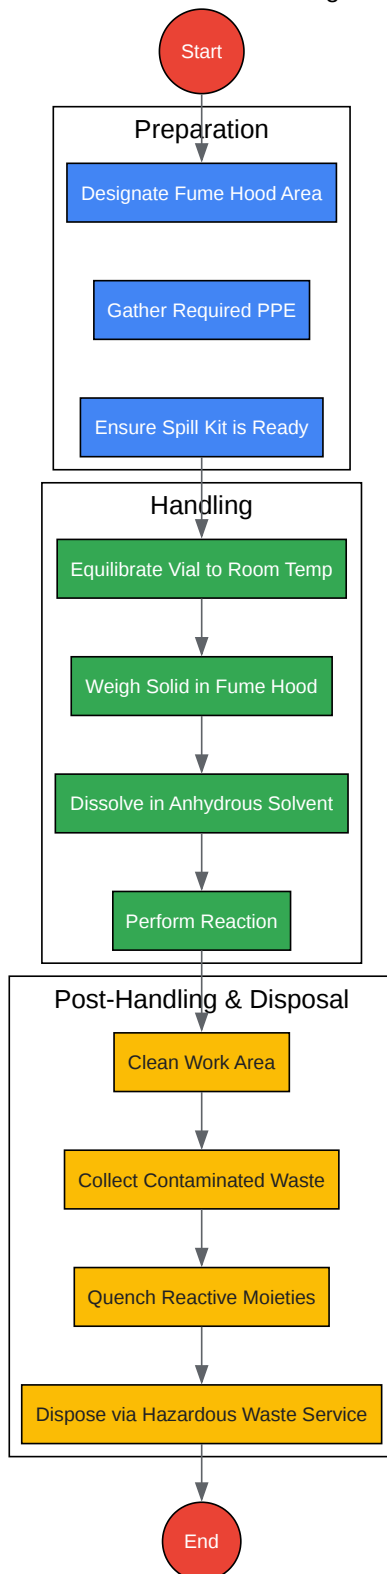 Start
Preparation
Designate Fume Hood Area
Gather Required PPE
Ensure Spill Kit is Ready
Handling
Equilibrate Vial to Room Temp
Weigh Solid in Fume Hood
Dissolve in Anhydrous Solvent
Perform Reaction
Post-Handling & Disposal
Clean Work Area
Collect Contaminated Waste
Quench Reactive Moieties
Dispose via Hazardous Waste Service
End